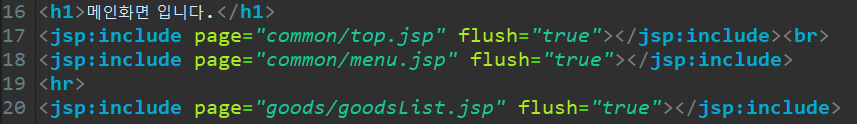 16 <h1>메인화면 입니다.</h1>
17 <jsp:include page="common/top.jsp" flush="true"></jsp:include><br>
18 <jsp:include page="common/menu.jsp" flush="true"></jsp:include>
19 <hr>
20 <jsp:include page="goods/goodsList.jsp" flush="true"></jsp:include>